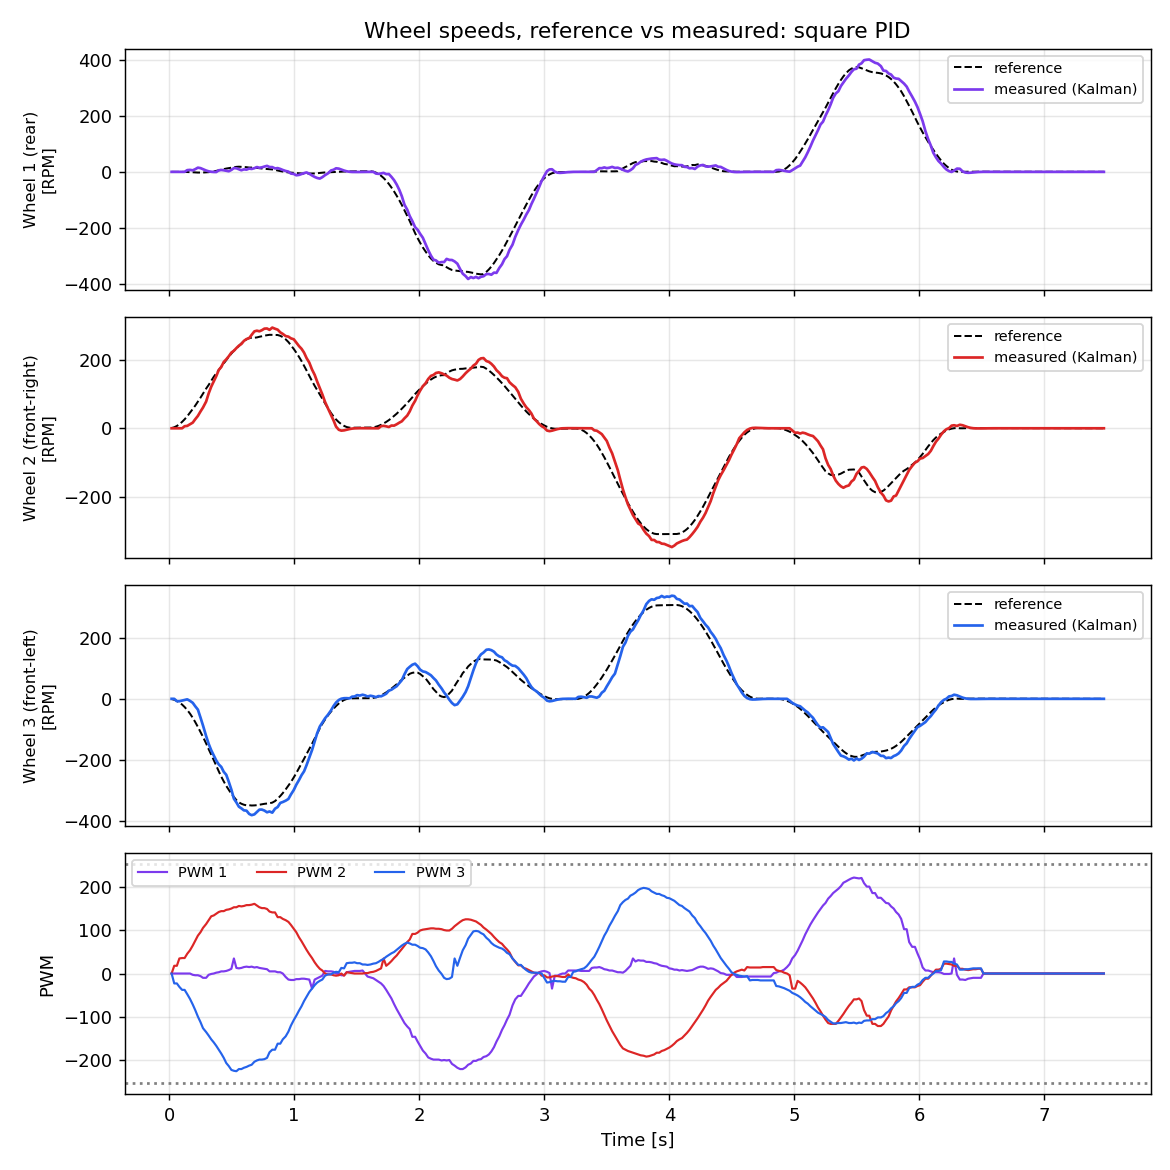 Wheel speeds, reference vs measured: square PID
Wheel 1 (rear)
[RPM]
400
200
0
−200
−400
reference
measured (Kalman)
Wheel 2 (front-right)
[RPM]
200
0
−200
reference
measured (Kalman)
Wheel 3 (front-left)
[RPM]
200
0
−200
−400
reference
measured (Kalman)
PWM
200
100
0
−100
−200
PWM 1 PWM 2 PWM 3
0 1 2 3 4 5 6 7
Time [s]